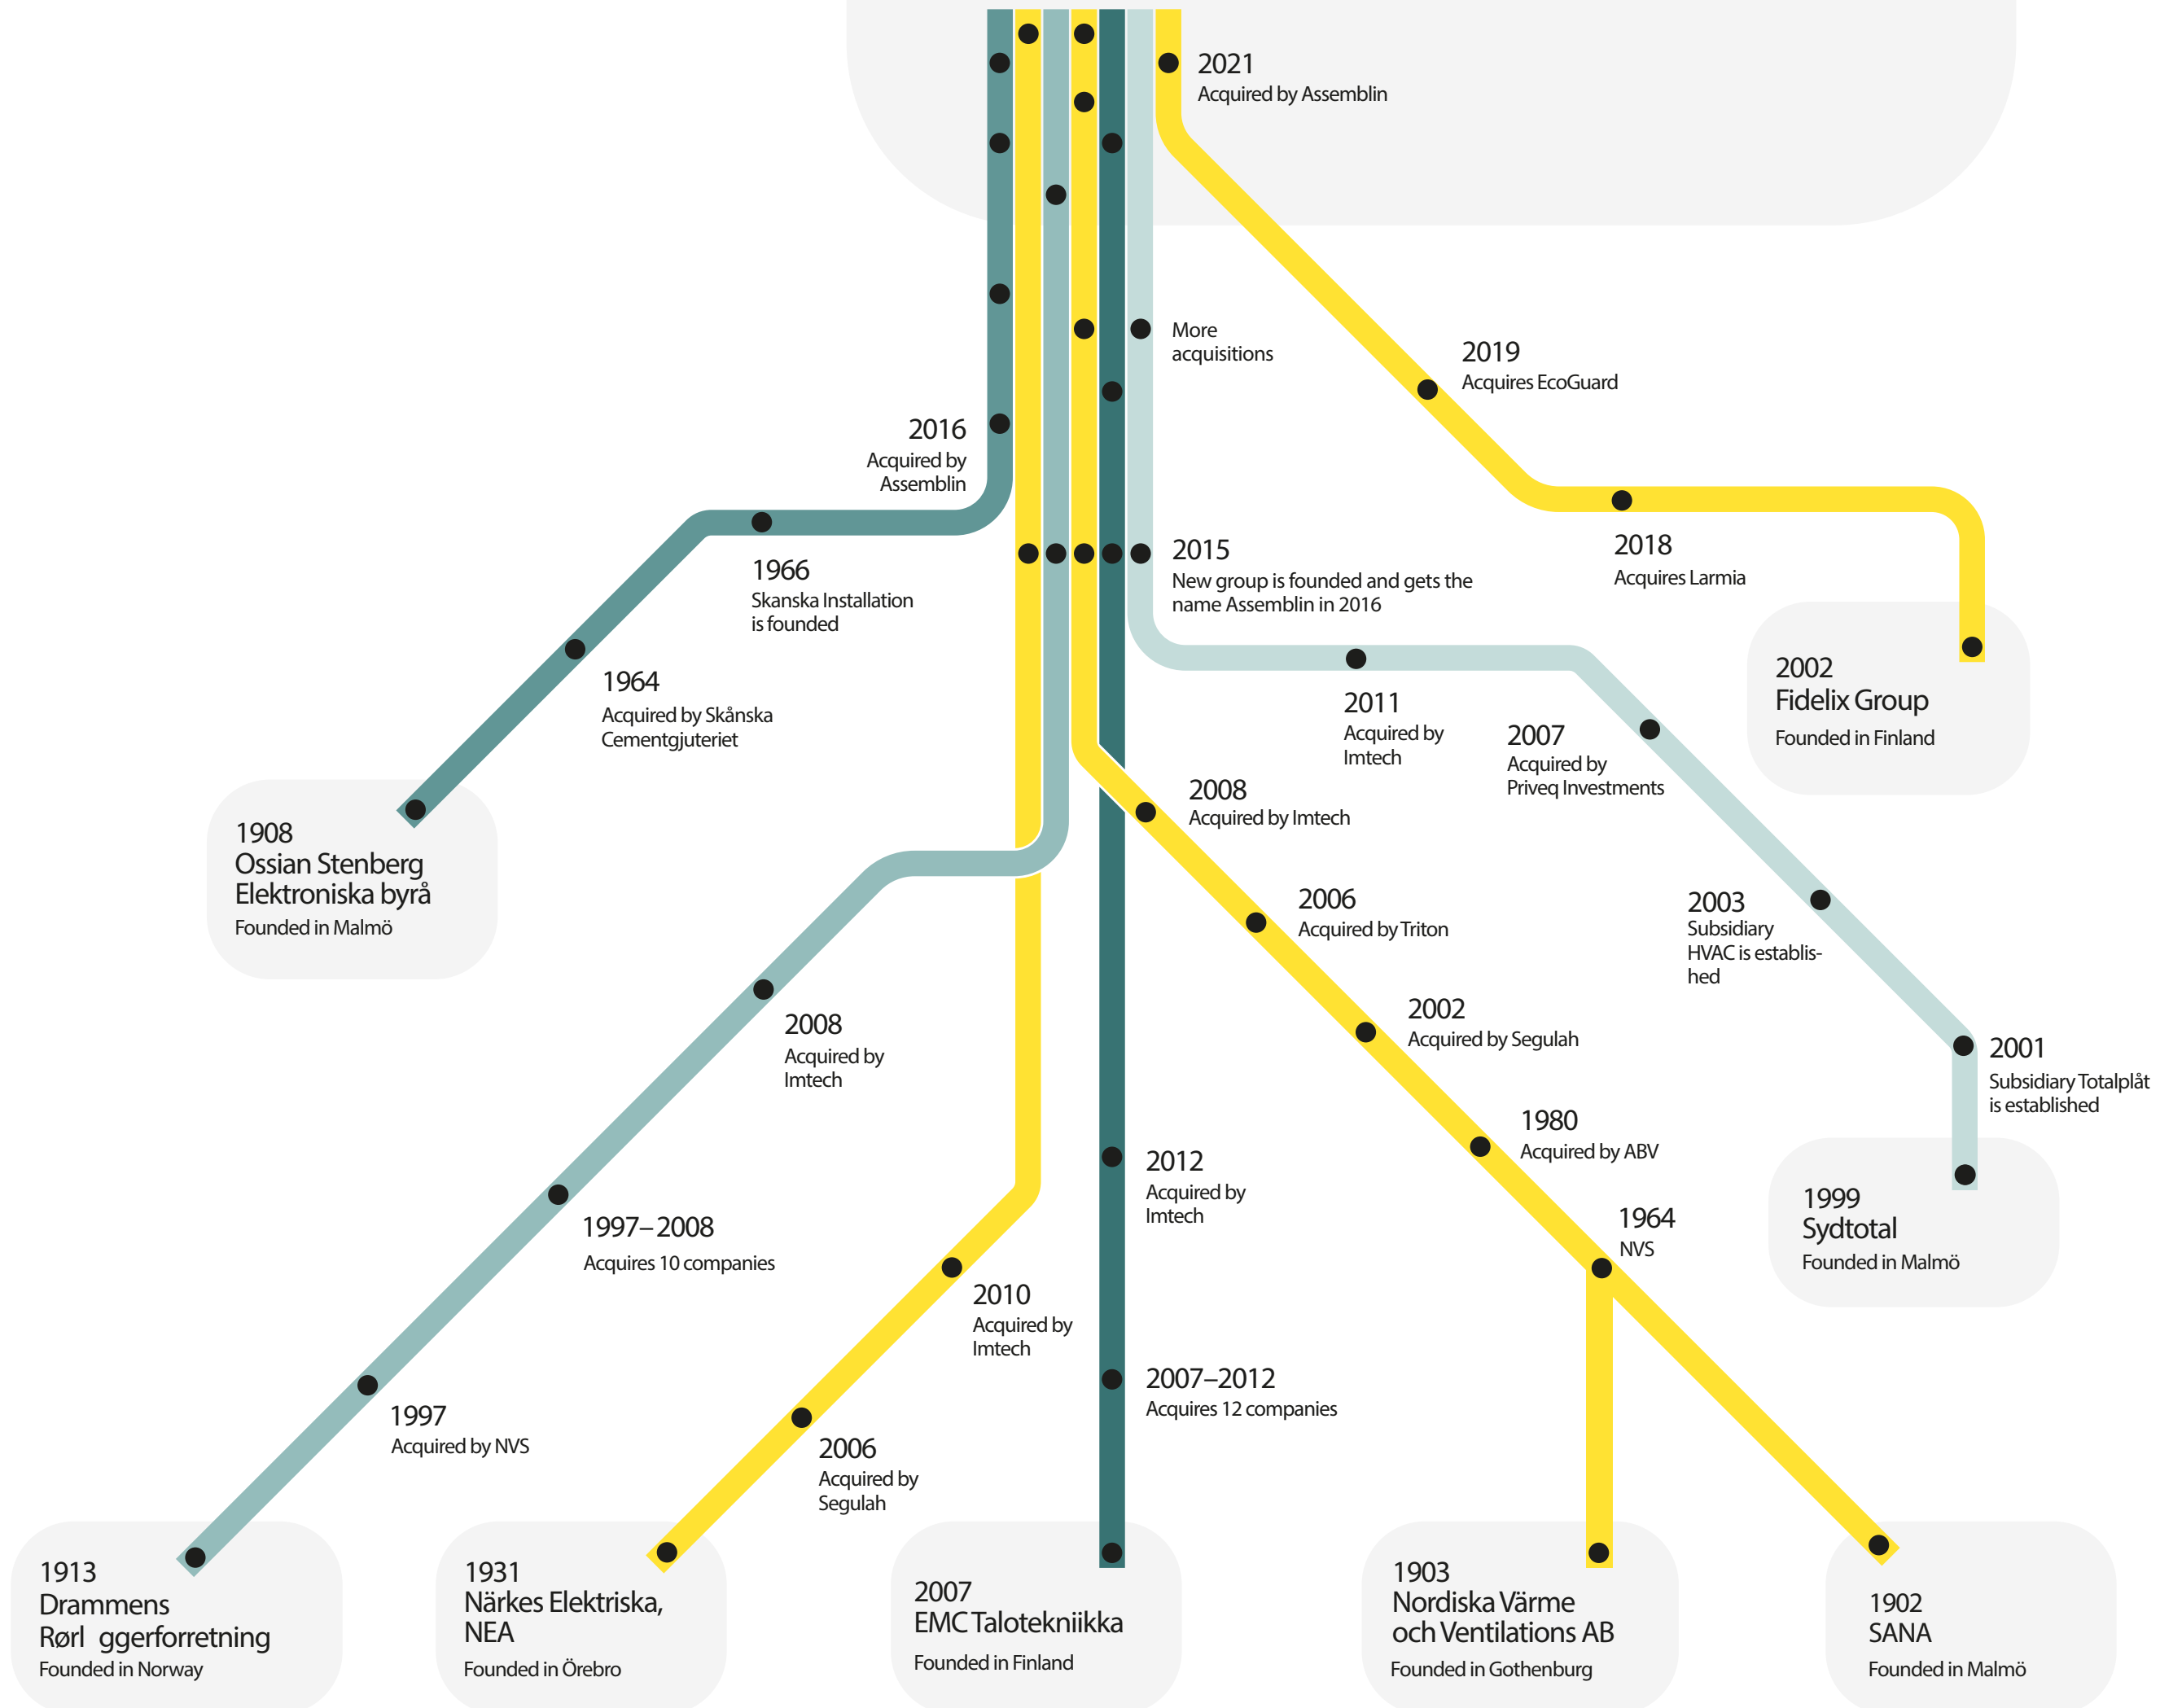 2021
Acquired by Assemblin
More
acquisitions
2019
Acquires EcoGuard
2016
Acquired by
Assemblin
2018
Acquires Larmia
2015
New group is founded and gets the
name Assemblin in 2016
1966
Skanska Installation
is founded
1964
Acquired by Skånska
Cementgjuteriet
2002
Fidelix Group
Founded in Finland
2011
Acquired by
Imtech
2007
Acquired by
Priveq Investments
2008
Acquired by Imtech
1908
Ossian Stenberg
Elektroniska byrå
Founded in Malmö
2006
Acquired by Triton
2003
Subsidiary
HVAC is establis-
hed
2008
Acquired by
Imtech
2002
Acquired by Segulah
2001
Subsidiary Totalplåt
is established
1980
Acquired by ABV
2012
Acquired by
Imtech
1999
Sydtotal
Founded in Malmö
1964
NVS
1997–2008
Acquires 10 companies
2010
Acquired by
Imtech
2007–2012
Acquires 12 companies
1997
Acquired by NVS
2006
Acquired by
Segulah
1913
Drammens
Rørl ggerforretning
Founded in Norway
1931
Närkes Elektriska,
NEA
Founded in Örebro
2007
EMC Talotekniikka
Founded in Finland
1903
Nordiska Värme
och Ventilations AB
Founded in Gothenburg
1902
SANA
Founded in Malmö